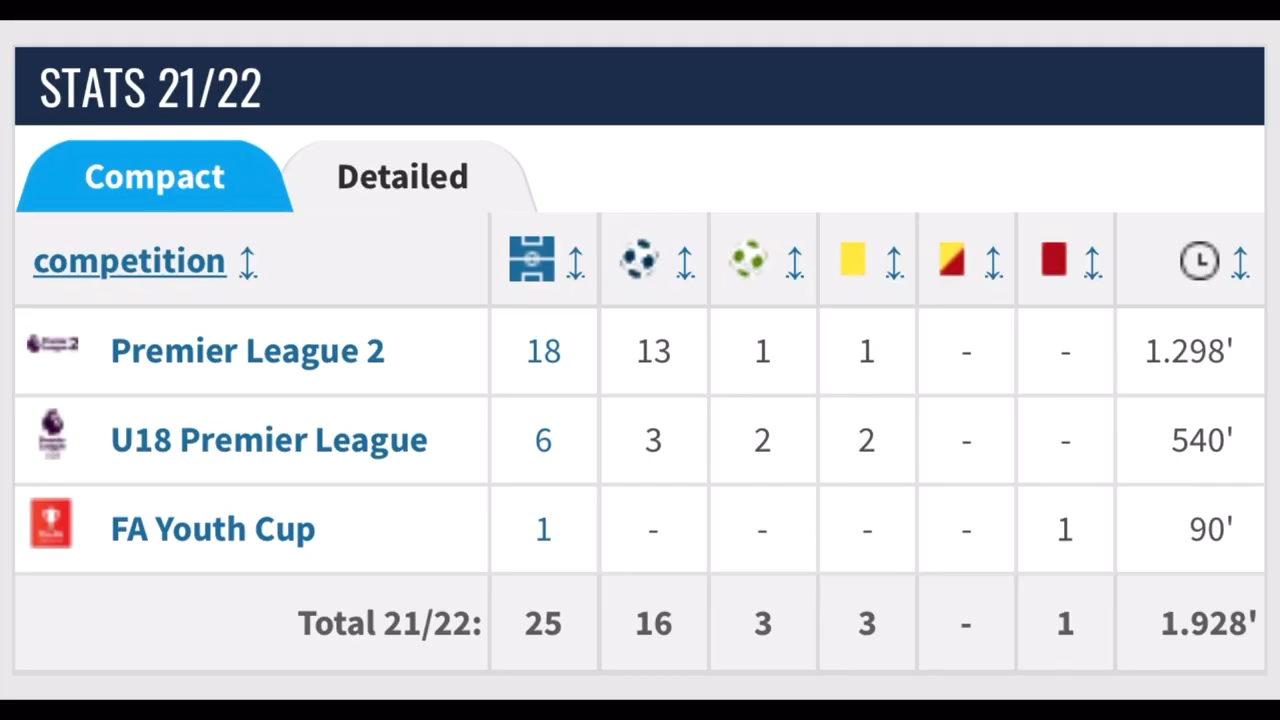 STATS 21/22
Compact Detailed
competition
Premier League 2 18 13 1 1 - - 1.298'
U18 Premier League 6 3 2 2 - - 540'
FA Youth Cup 1 - - - - 1 90'
Total 21/22: 25 16 3 3 - 1 1.928'